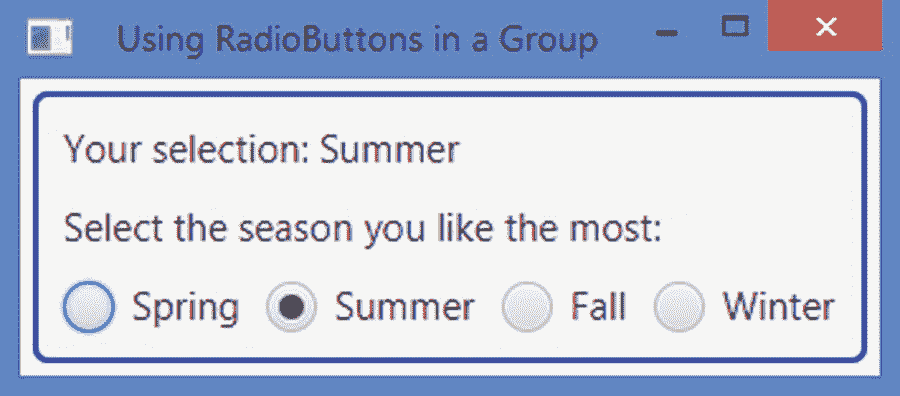 Using RadioButtons in a Group
Your selection: Summer
Select the season you like the most:
Spring Summer Fall Winter